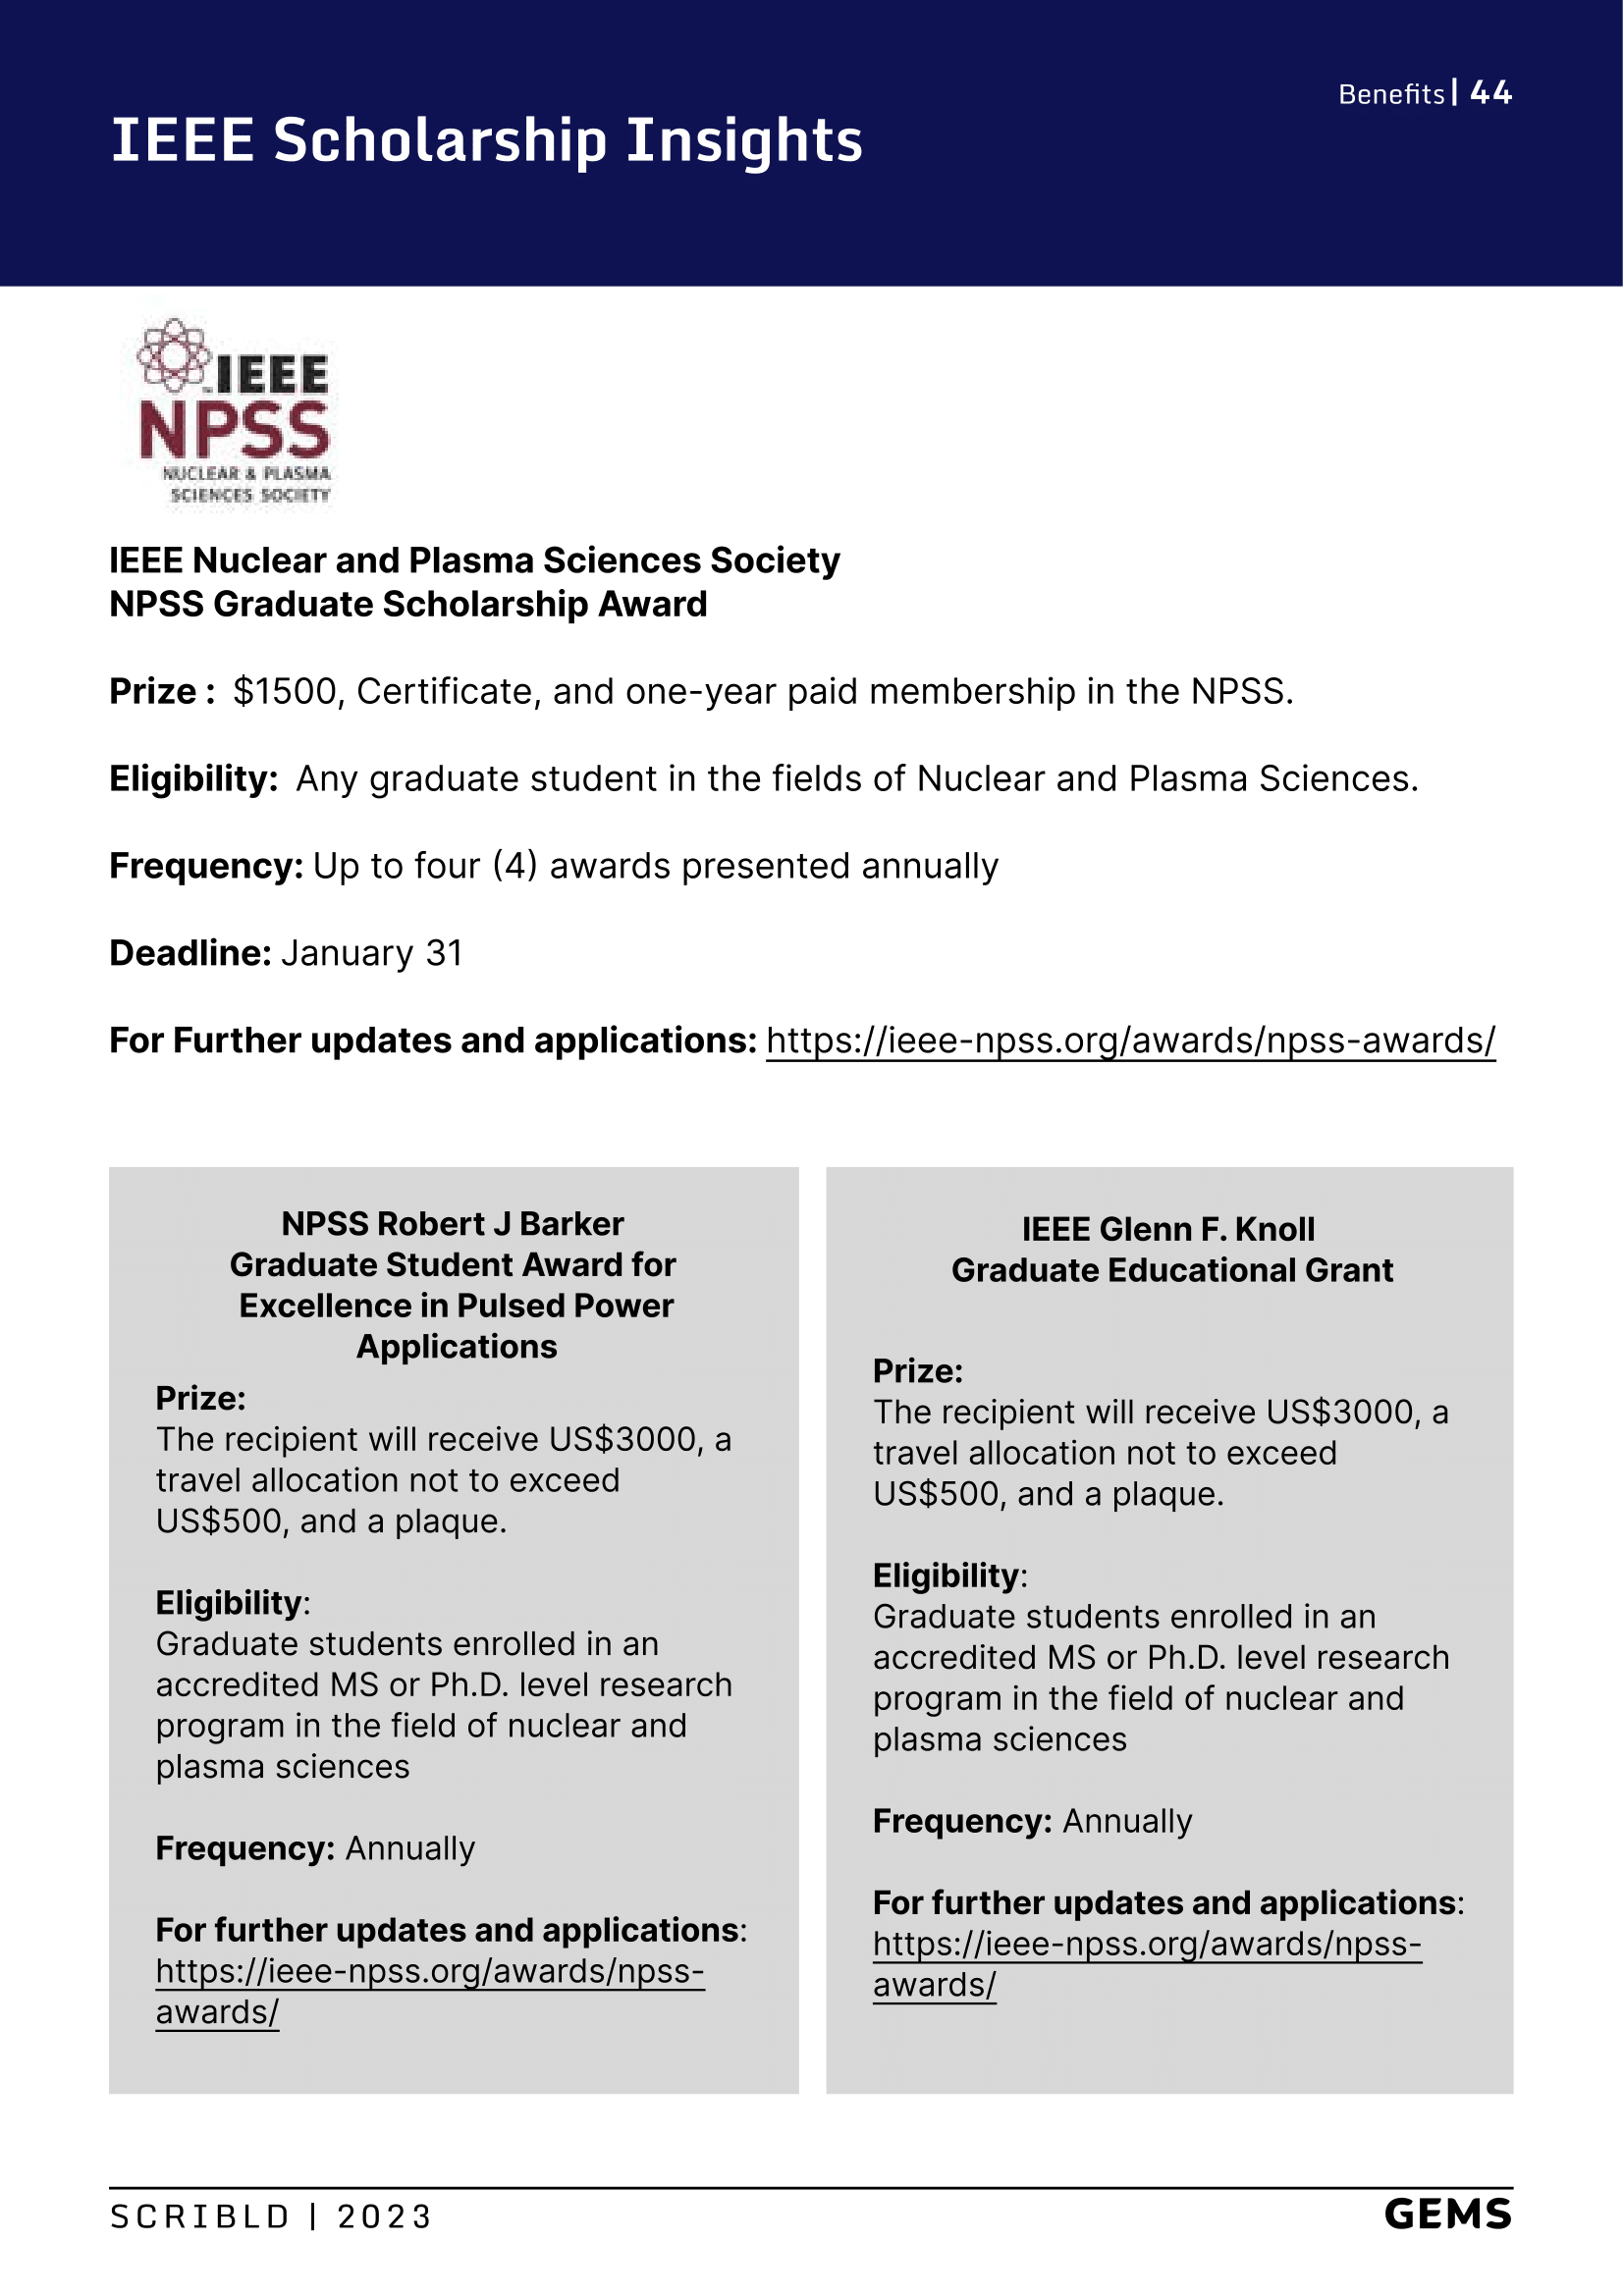 Benefits| 44
IEEE Scholarship Insights
IEEE
NPSS
NUCLEAR & PLASMA
SCIENCES SOCIETY
IEEE Nuclear and Plasma Sciences Society
NPSS Graduate Scholarship Award
Prize :  $1500, Certificate, and one-year paid membership in the NPSS.
Eligibility:  Any graduate student in the fields of Nuclear and Plasma Sciences.
Frequency: Up to four (4) awards presented annually
Deadline: January 31
For Further updates and applications: https://ieee-npss.org/awards/npss-awards/
NPSS Robert J Barker
Graduate Student Award for
Excellence in Pulsed Power
Applications
Prize:
The recipient will receive US$3000, a
travel allocation not to exceed
US$500, and a plaque.
Eligibility:
Graduate students enrolled in an
accredited MS or Ph.D. level research
program in the field of nuclear and
plasma sciences
Frequency: Annually
For further updates and applications:
https://ieee-npss.org/awards/npss-
awards/
IEEE Glenn F. Knoll
Graduate Educational Grant
Prize:
The recipient will receive US$3000, a
travel allocation not to exceed
US$500, and a plaque.
Eligibility:
Graduate students enrolled in an
accredited MS or Ph.D. level research
program in the field of nuclear and
plasma sciences
Frequency: Annually
For further updates and applications:
https://ieee-npss.org/awards/npss-
awards/
SCRIBLD | 2023
GEMS